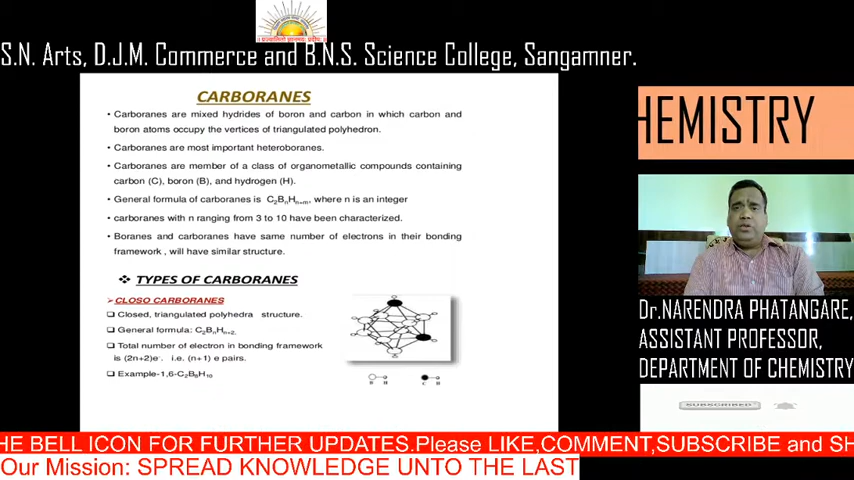 S.N. Arts, D.J.M. Commerce and B.N.S. Science College, Sangamner.
CARBORANES
• Carboranes are mixed hydrides of boron and carbon in which carbon and
boron atoms occupy the vertices of triangulated polyhedron.
• Carboranes are most important heteroboranes.
• Carboranes are member of a class of organometallic compounds containing
carbon (C), boron (B), and hydrogen (H).
• General formula of carboranes is C₂BₙHₙ₊ₘ, where n is an integer
• carboranes with n ranging from 3 to 10 have been characterized.
• Boranes and carboranes have same number of electrons in their bonding
framework , will have similar structure.
❖ TYPES OF CARBORANES
➢ CLOSO CARBORANES
❑ Closed, triangulated polyhedra structure.
❑ General formula: C₂BₙHₙ₊₂.
❑ Total number of electron in bonding framework
is (2n+2)e⁻. i.e. (n+1) e pairs.
❑ Example-1,6-C₂B₈H₁₀
B H C H
HEMISTRY
Dr.NARENDRA PHATANGARE,
ASSISTANT PROFESSOR,
DEPARTMENT OF CHEMISTRY
SUBSCRIBED
HE BELL ICON FOR FURTHER UPDATES.Please LIKE,COMMENT,SUBSCRIBE and SH
Our Mission: SPREAD KNOWLEDGE UNTO THE LAST